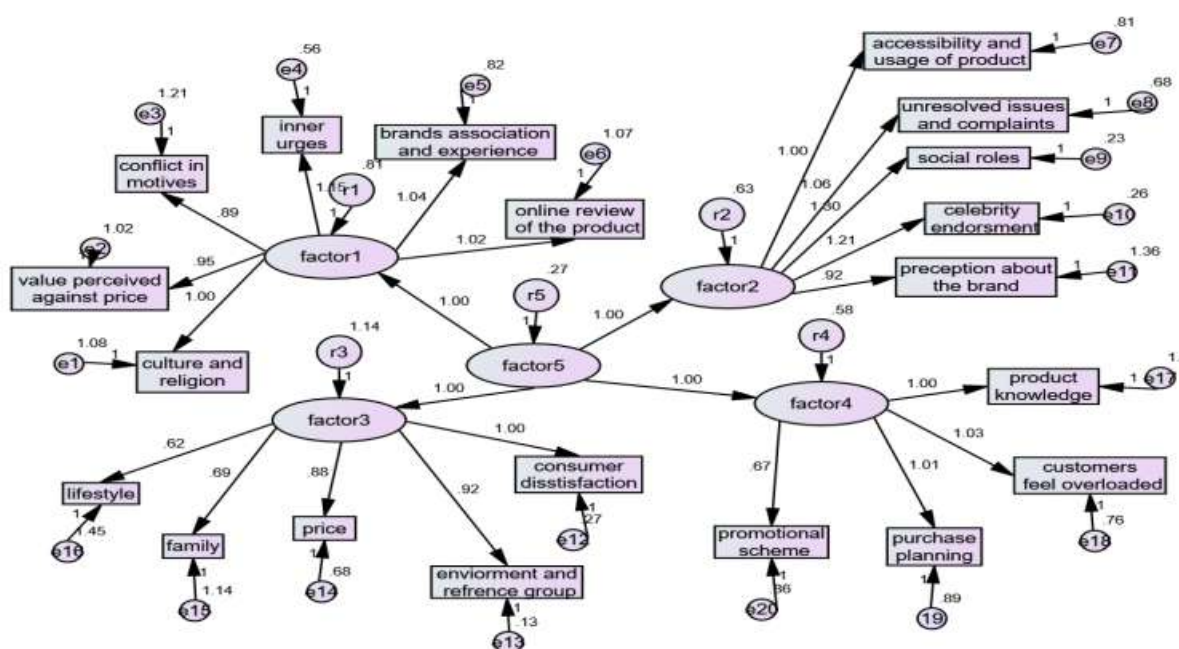 .81
accessibility and
usage of product
1
e7
.56
e4
1
.82
e5
1
.68
unresolved issues
and complaints
1
e8
1.21
e3
1
inner
urges
brands association
and experience
1.07
e6
1
.23
social roles
1
e9
conflict in
motives
.81
r1
1
1.15
1.04
1.00
1.06
1.30
.63
r2
1
.26
celebrity
endorsment
1
e10
.89
online review
of the product
1.21
1.02
e2
.95
factor1
1.02
.92
1.36
preception about
the brand
1
e11
value perceived
against price
1.00
.27
r5
1
factor2
1.00
1.00
1.08
e1
1
culture and
religion
1.14
r3
1
factor5
.58
r4
1
1.00
1.00
1.00
product
knowledge
1
e17
1.
factor3
factor4
.62
.69
.88
.92
1.00
consumer
disstisfaction
.67
1.01
1.03
customers
feel overloaded
lifestyle
1
1.45
e16
1
.27
e12
1
.76
e18
family
price
promotional
scheme
purchase
planning
1
1.14
e15
1
.68
e14
enviorment and
refrence group
1
.13
e13
1
e20
1
.89
19